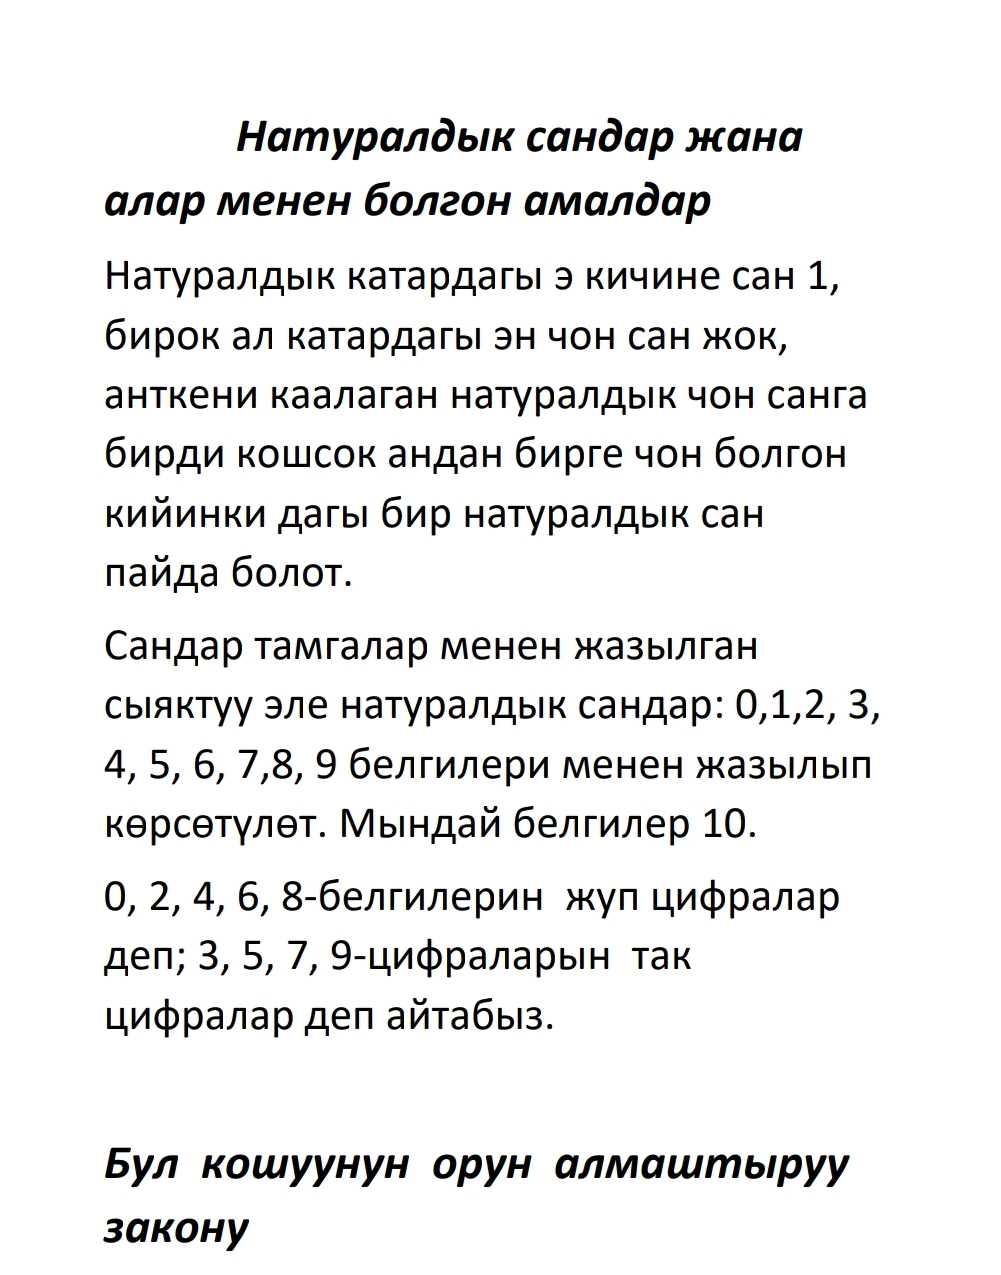 Натуралдык сандар жана
алар менен болгон амалдар
Натуралдык катардагы э кичине сан 1,
бирок ал катардагы эн чон сан жок,
анткени каалаган натуралдык чон санга
бирди кошсок андан бирге чон болгон
кийинки дагы бир натуралдык сан
пайда болот.
Сандар тамгалар менен жазылган
сыяктуу эле натуралдык сандар: 0,1,2, 3,
4, 5, 6, 7,8, 9 белгилери менен жазылып
көрсөтүлөт. Мындай белгилер 10.
0, 2, 4, 6, 8-белгилерин  жуп цифралар
деп; 3, 5, 7, 9-цифраларын  так
цифралар деп айтабыз.
Бул  кошуунун  орун  алмаштыруу
закону